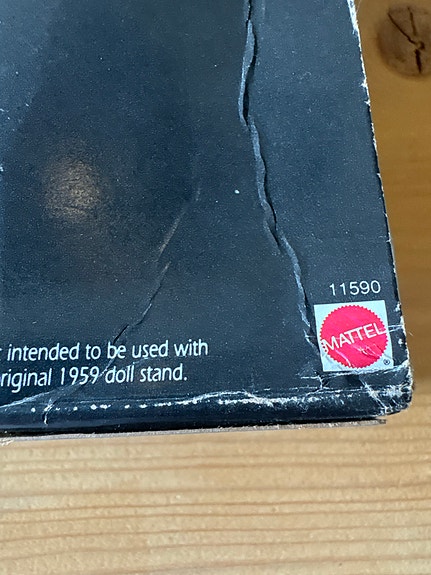 11590
MATTEL
®
intended to be used with
original 1959 doll stand.